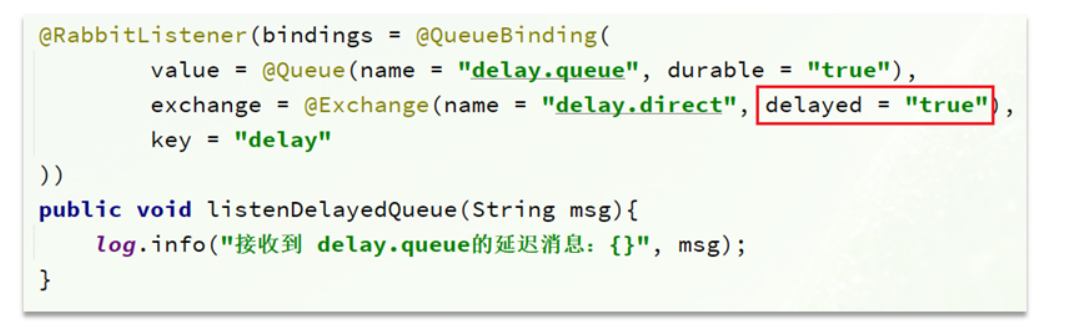 @RabbitListener(bindings = @QueueBinding(
        value = @Queue(name = "delay.queue", durable = "true"),
        exchange = @Exchange(name = "delay.direct", delayed = "true"),
        key = "delay"
))
public void listenDelayedQueue(String msg){
    log.info("接收到 delay.queue的延迟消息：{}", msg);
}